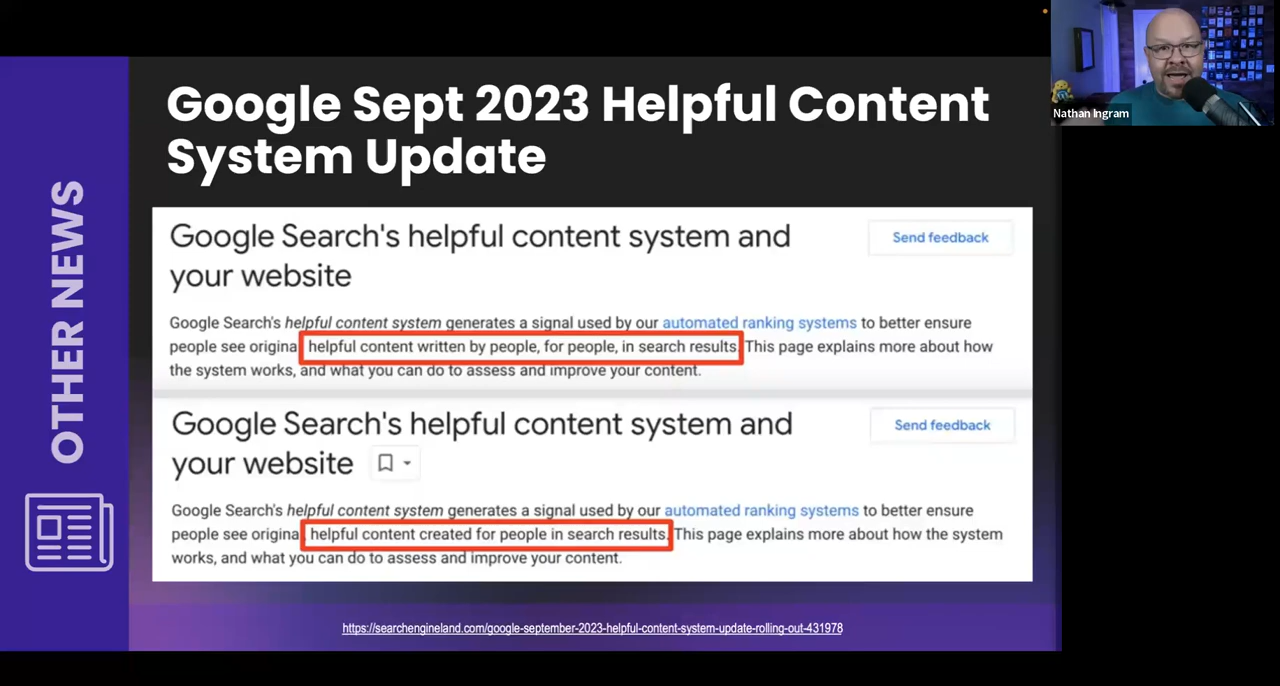 Nathan Ingram
OTHER NEWS
Google Sept 2023 Helpful Content
System Update
Google Search's helpful content system and
your website
Send feedback
Google Search's helpful content system generates a signal used by our automated ranking systems to better ensure
people see origina helpful content written by people, for people, in search results. This page explains more about how
the system works, and what you can do to assess and improve your content.
Google Search's helpful content system and
your website
Send feedback
Google Search's helpful content system generates a signal used by our automated ranking systems to better ensure
people see origina, helpful content created for people in search results. This page explains more about how the system
works, and what you can do to assess and improve your content.
https://searchengineland.com/google-september-2023-helpful-content-system-update-rolling-out-431978